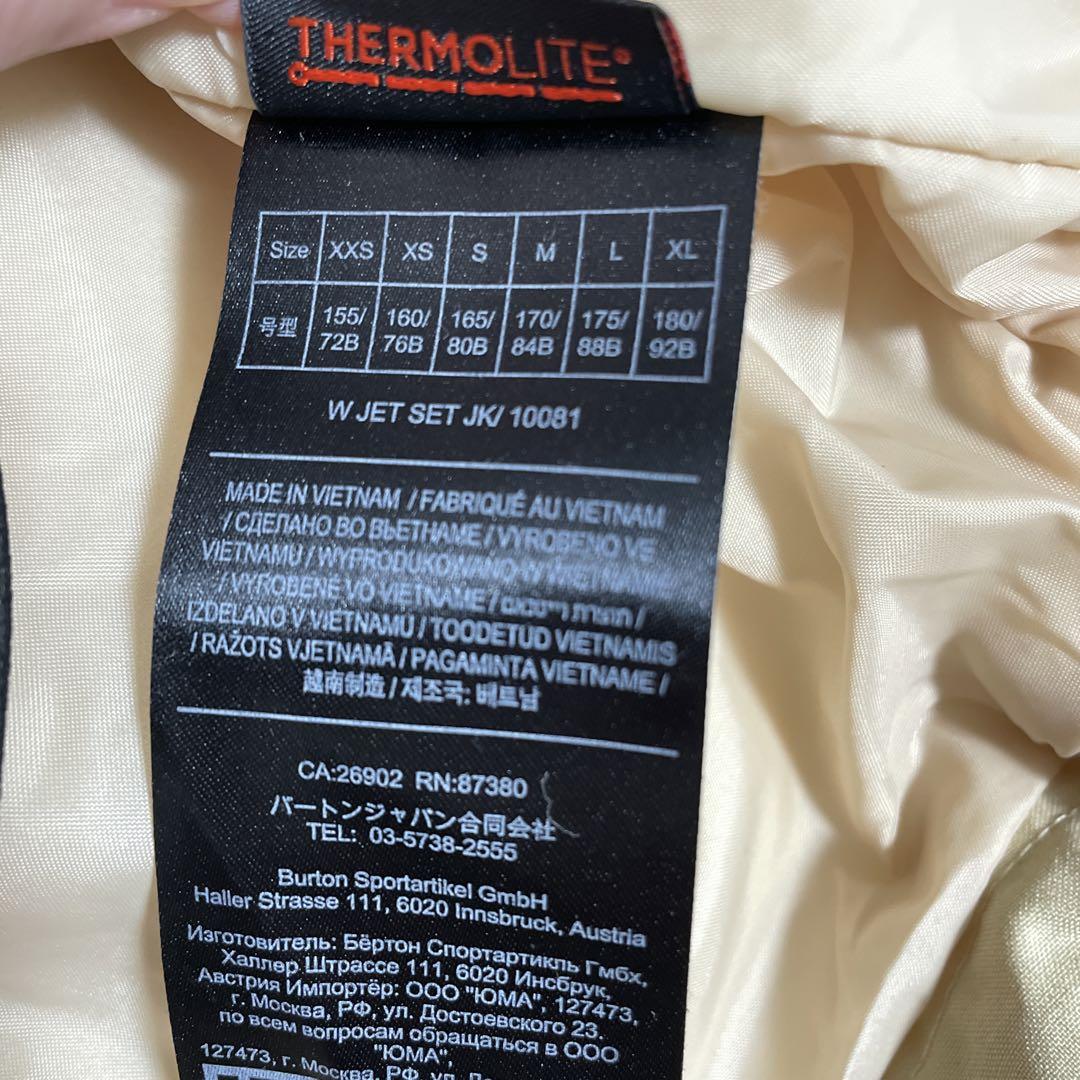 THERMOLITE®
Size XXS XS S M L XL
号型 155/72B 160/76B 165/80B 170/84B 175/88B 180/92B
W JET SET JK/ 10081
MADE IN VIETNAM / FABRIQUÉ AU VIETNAM
/ СДЕЛАНО ВО ВЬЕТНАМЕ / VYROBENO VE
VIETNAMU / WYPRODUKOWANO W WIETNAMIE
/ VYROBENÉ VO VIETNAME / תוצרת וייטנאם /
IZDELANO V VIETNAMU / TOODETUD VIETNAMIS
/ RAŽOTS VJETNAMĀ / PAGAMINTA VIETNAME /
越南制造 / 제조국: 베트남
CA:26902 RN:87380
バートンジャパン合同会社
TEL: 03-5738-2555
Burton Sportartikel GmbH
Haller Strasse 111, 6020 Innsbruck, Austria
Изготовитель: Бёртон Спортартикль Гмбх,
Халлер Штрассе 111, 6020 Инсбрук,
Австрия Импортёр: ООО "ЮМА", 127473,
г. Москва, РФ, ул. Достоевского 23.
по всем вопросам обращаться в ООО
"ЮМА",
127473, г. Москва, РФ, ул.